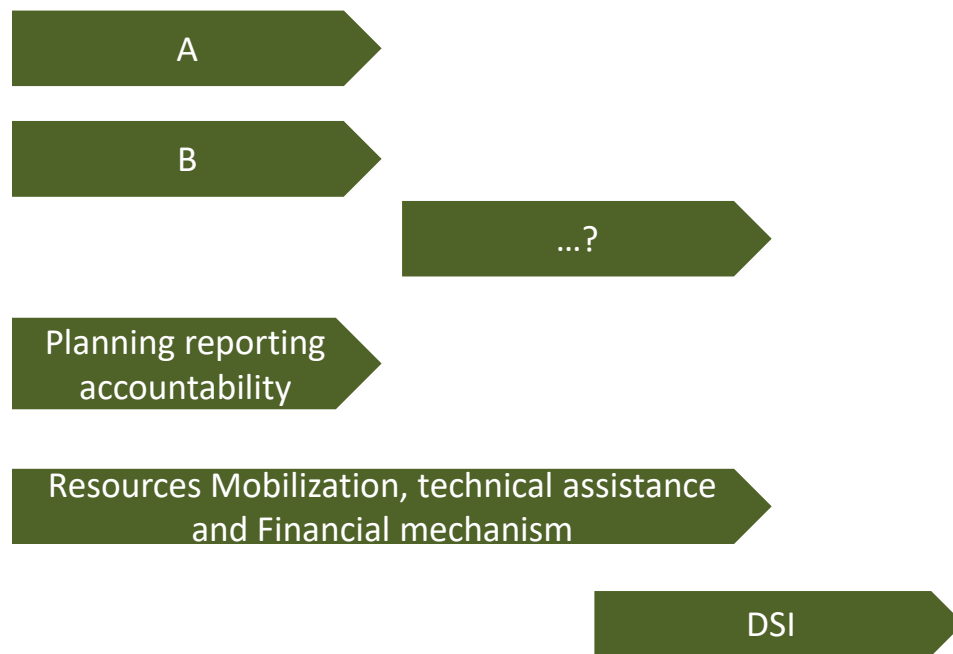 A
B
...?
Planning reporting
accountability
Resources Mobilization, technical assistance
and Financial mechanism
DSI